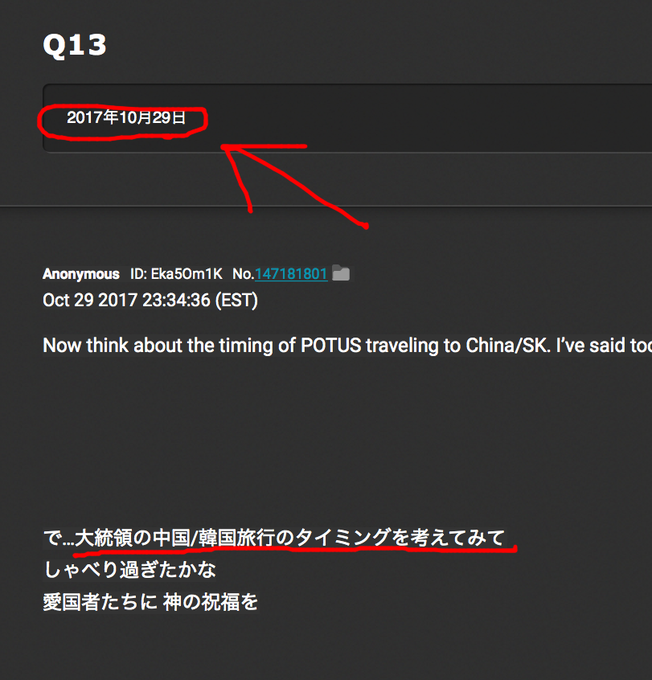 Q13
2017年10月29日
Anonymous ID: Eka5Om1K No.147181801
Oct 29 2017 23:34:36 (EST)
Now think about the timing of POTUS traveling to China/SK. I’ve said
で…大統領の中国/韓国旅行のタイミングを考えてみて
しゃべり過ぎたかな
愛国者たちに 神の祝福を